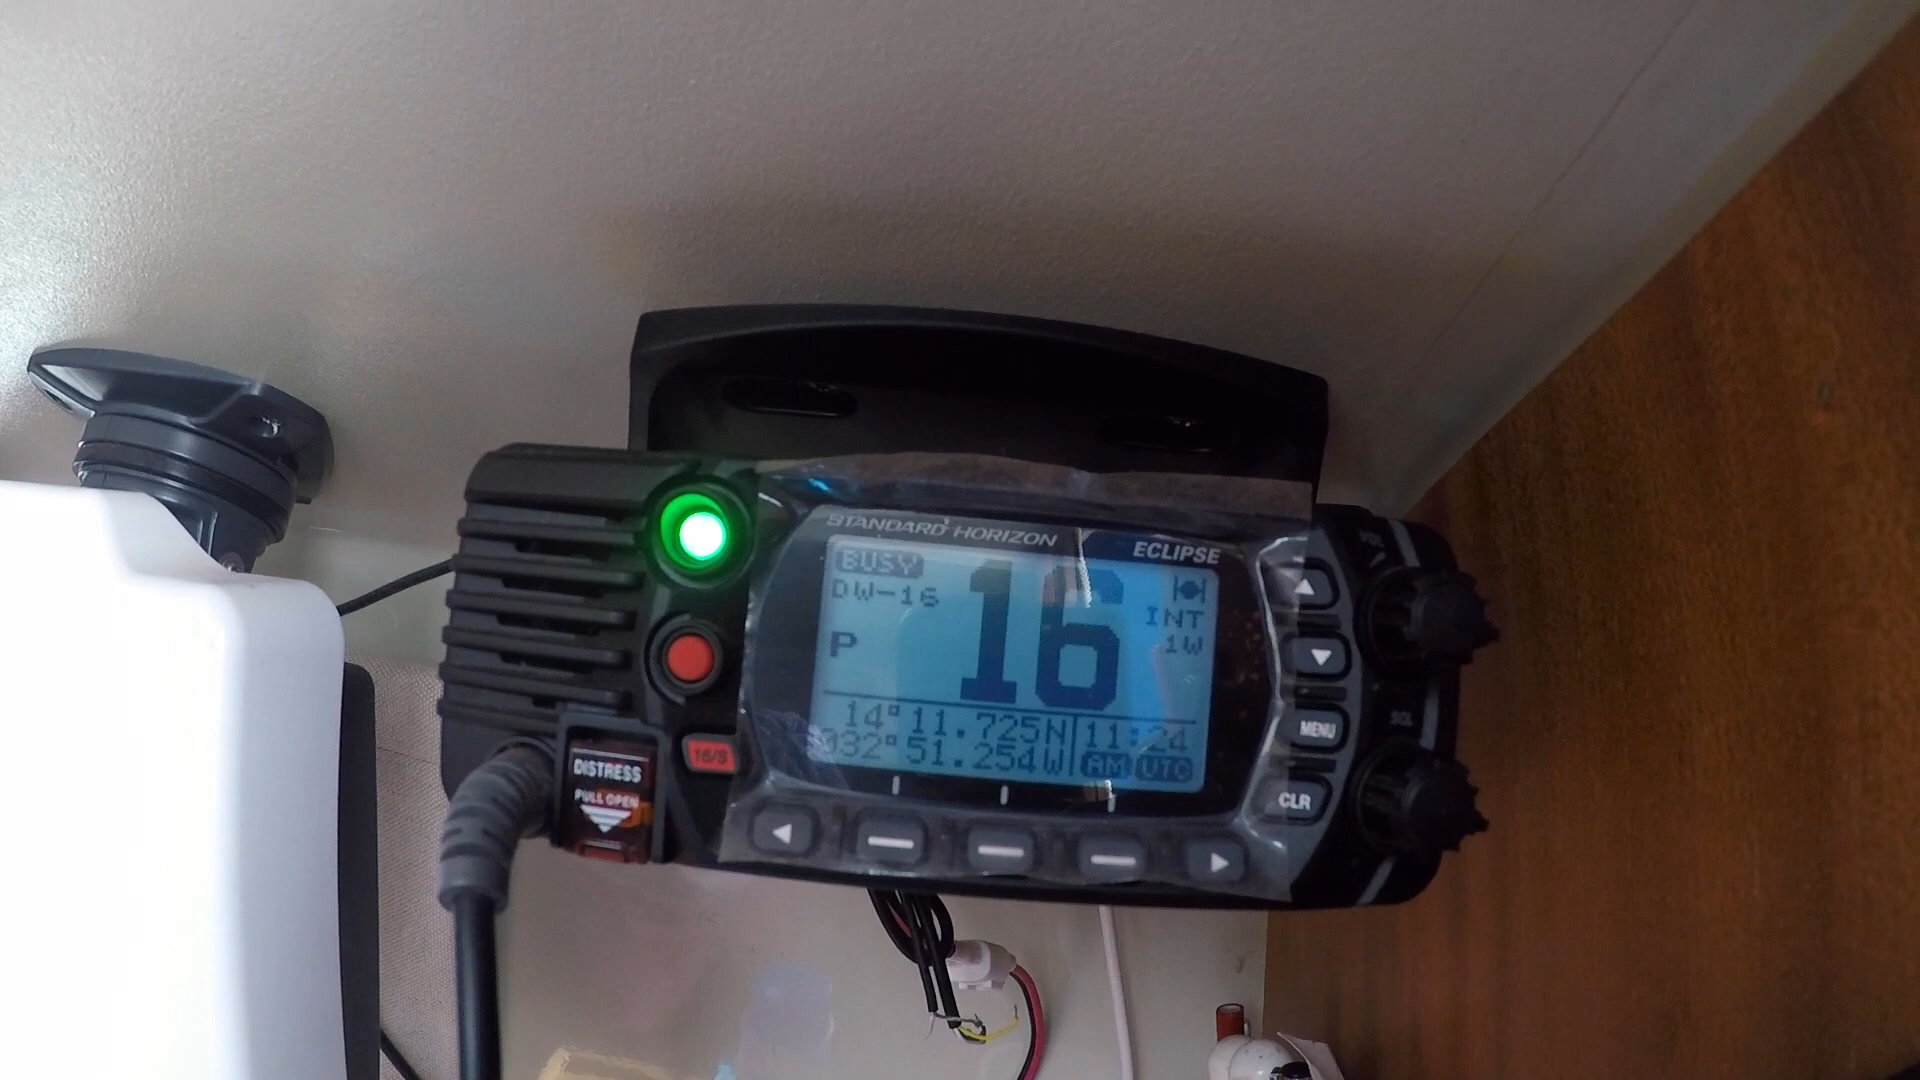 STANDARD HORIZON
ECLIPSE
BUSY
DW-16
P
16
INT
1W
14°11.725N
032°51.254W
11:24
AM UTC
16/S
DISTRESS
PULL OPEN
VOL
SQL
MENU
CLR